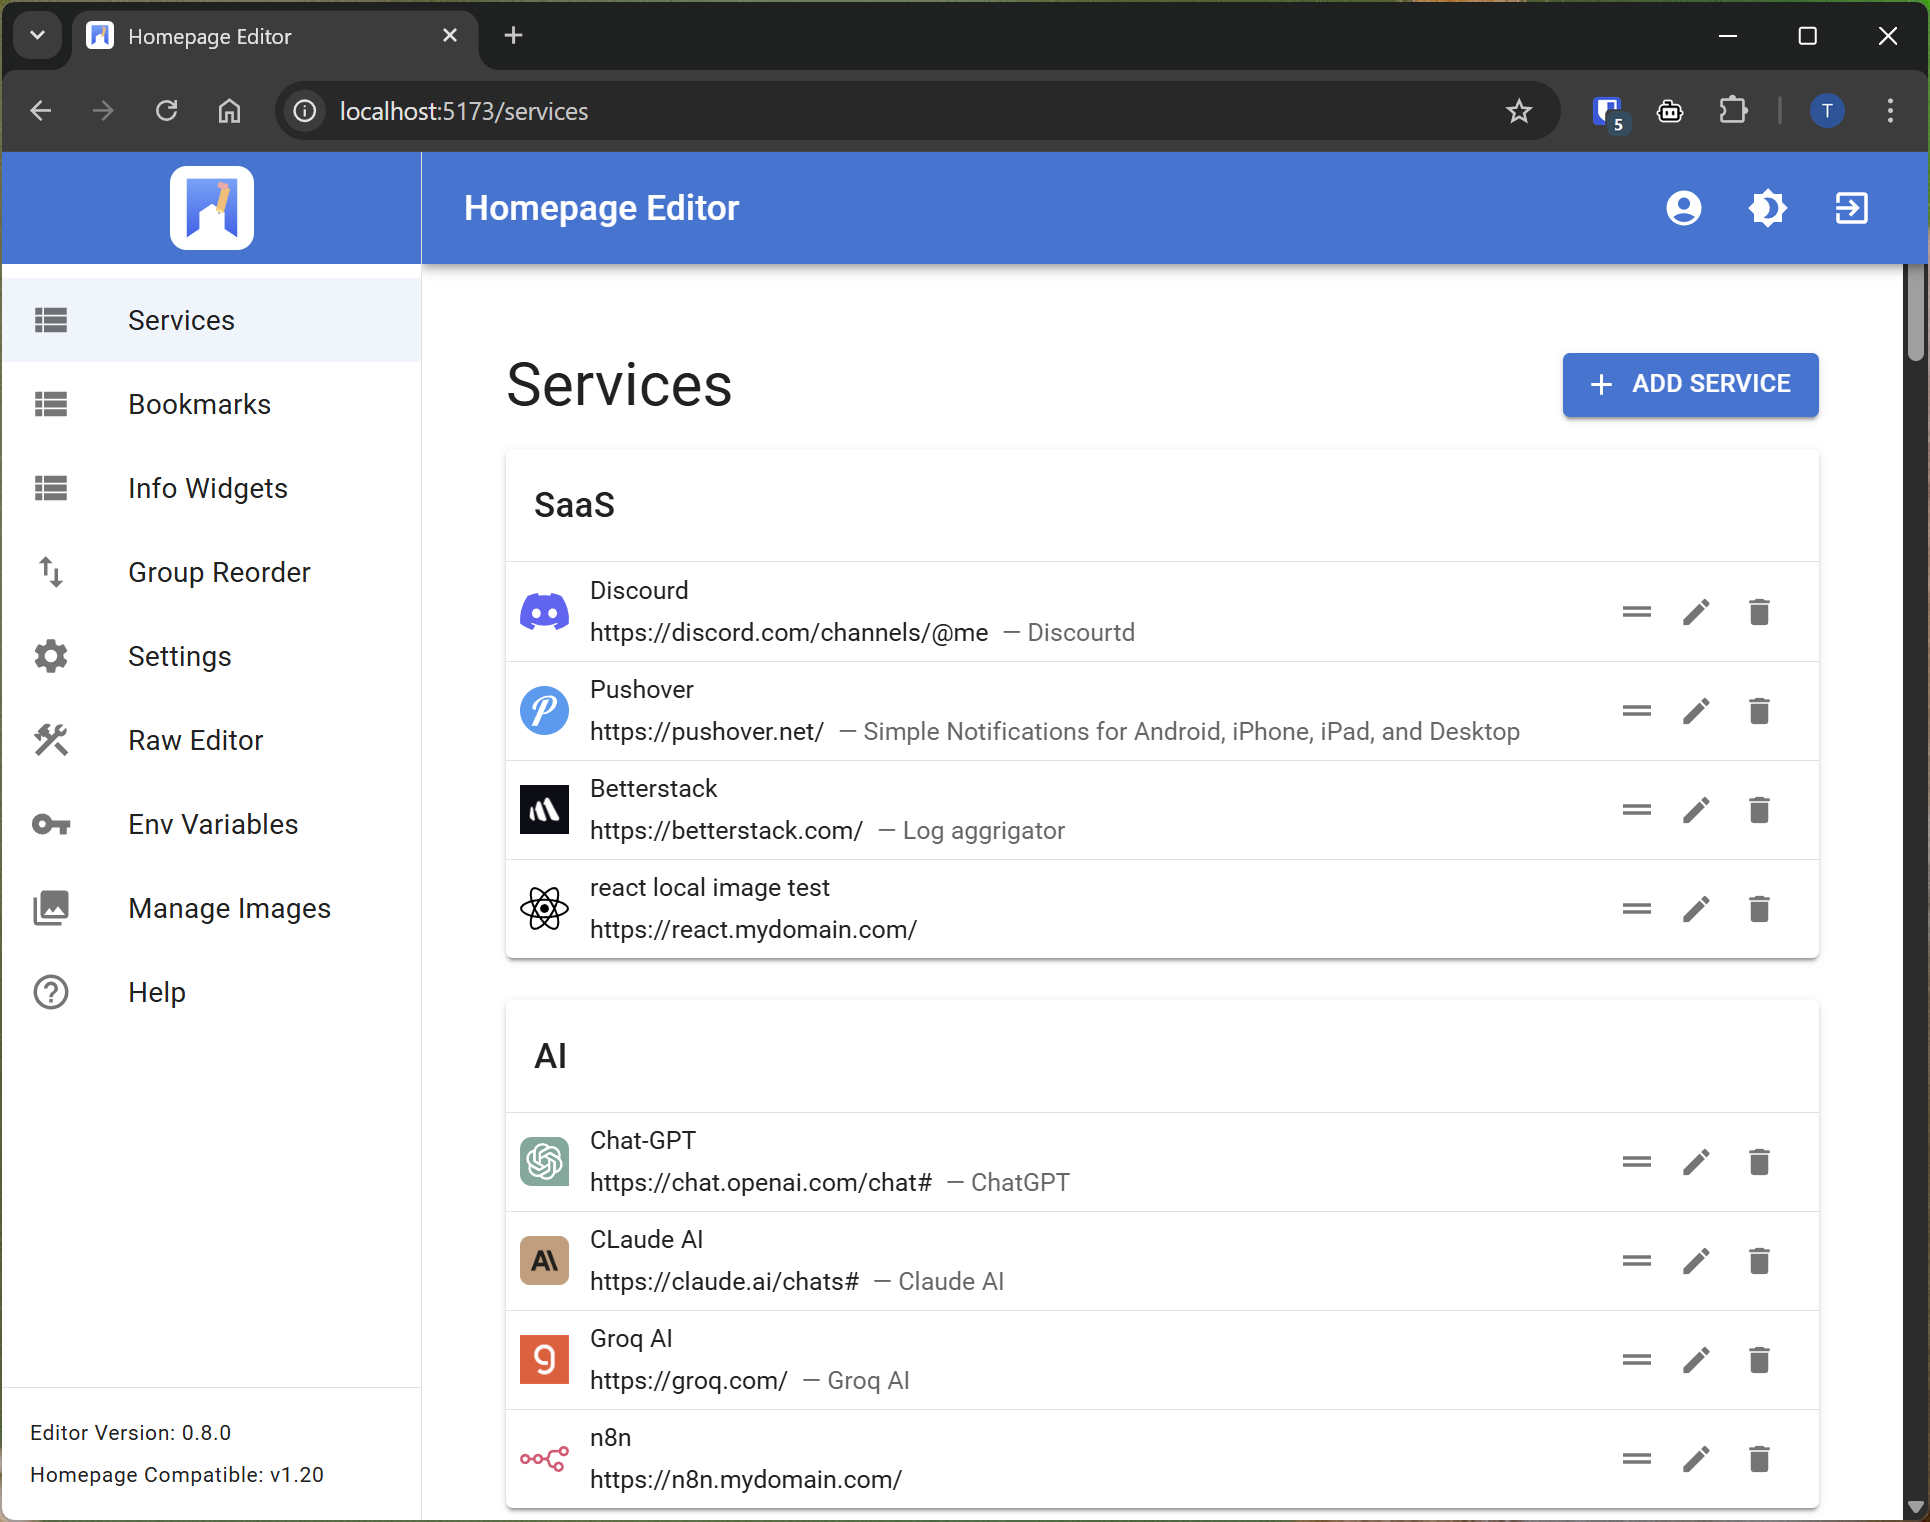 Homepage Editor
localhost:5173/services
5
T
Homepage Editor
Services
Bookmarks
Info Widgets
Group Reorder
Settings
Raw Editor
Env Variables
Manage Images
Help
Editor Version: 0.8.0
Homepage Compatible: v1.20
Services
ADD SERVICE
SaaS
Discourd
https://discord.com/channels/@me — Discourtd
Pushover
https://pushover.net/ — Simple Notifications for Android, iPhone, iPad, and Desktop
Betterstack
https://betterstack.com/ — Log aggrigator
react local image test
https://react.mydomain.com/
AI
Chat-GPT
https://chat.openai.com/chat# — ChatGPT
CLaude AI
https://claude.ai/chats# — Claude AI
Groq AI
https://groq.com/ — Groq AI
n8n
https://n8n.mydomain.com/